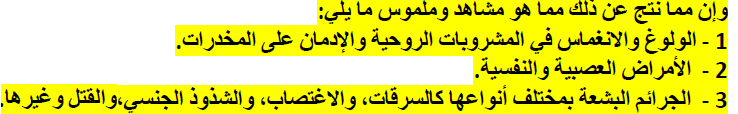 وإن مما نتج عن ذلك مما هو مشاهد وملموس ما يلي:
1 - الولوغ والانغماس في المشروبات الروحية والإدمان على المخدرات.
2 - الأمراض العصبية والنفسية.
3 - الجرائم البشعة بمختلف أنواعها كالسرقات، والاغتصاب، والشذوذ الجنسي،والقتل وغيرها.